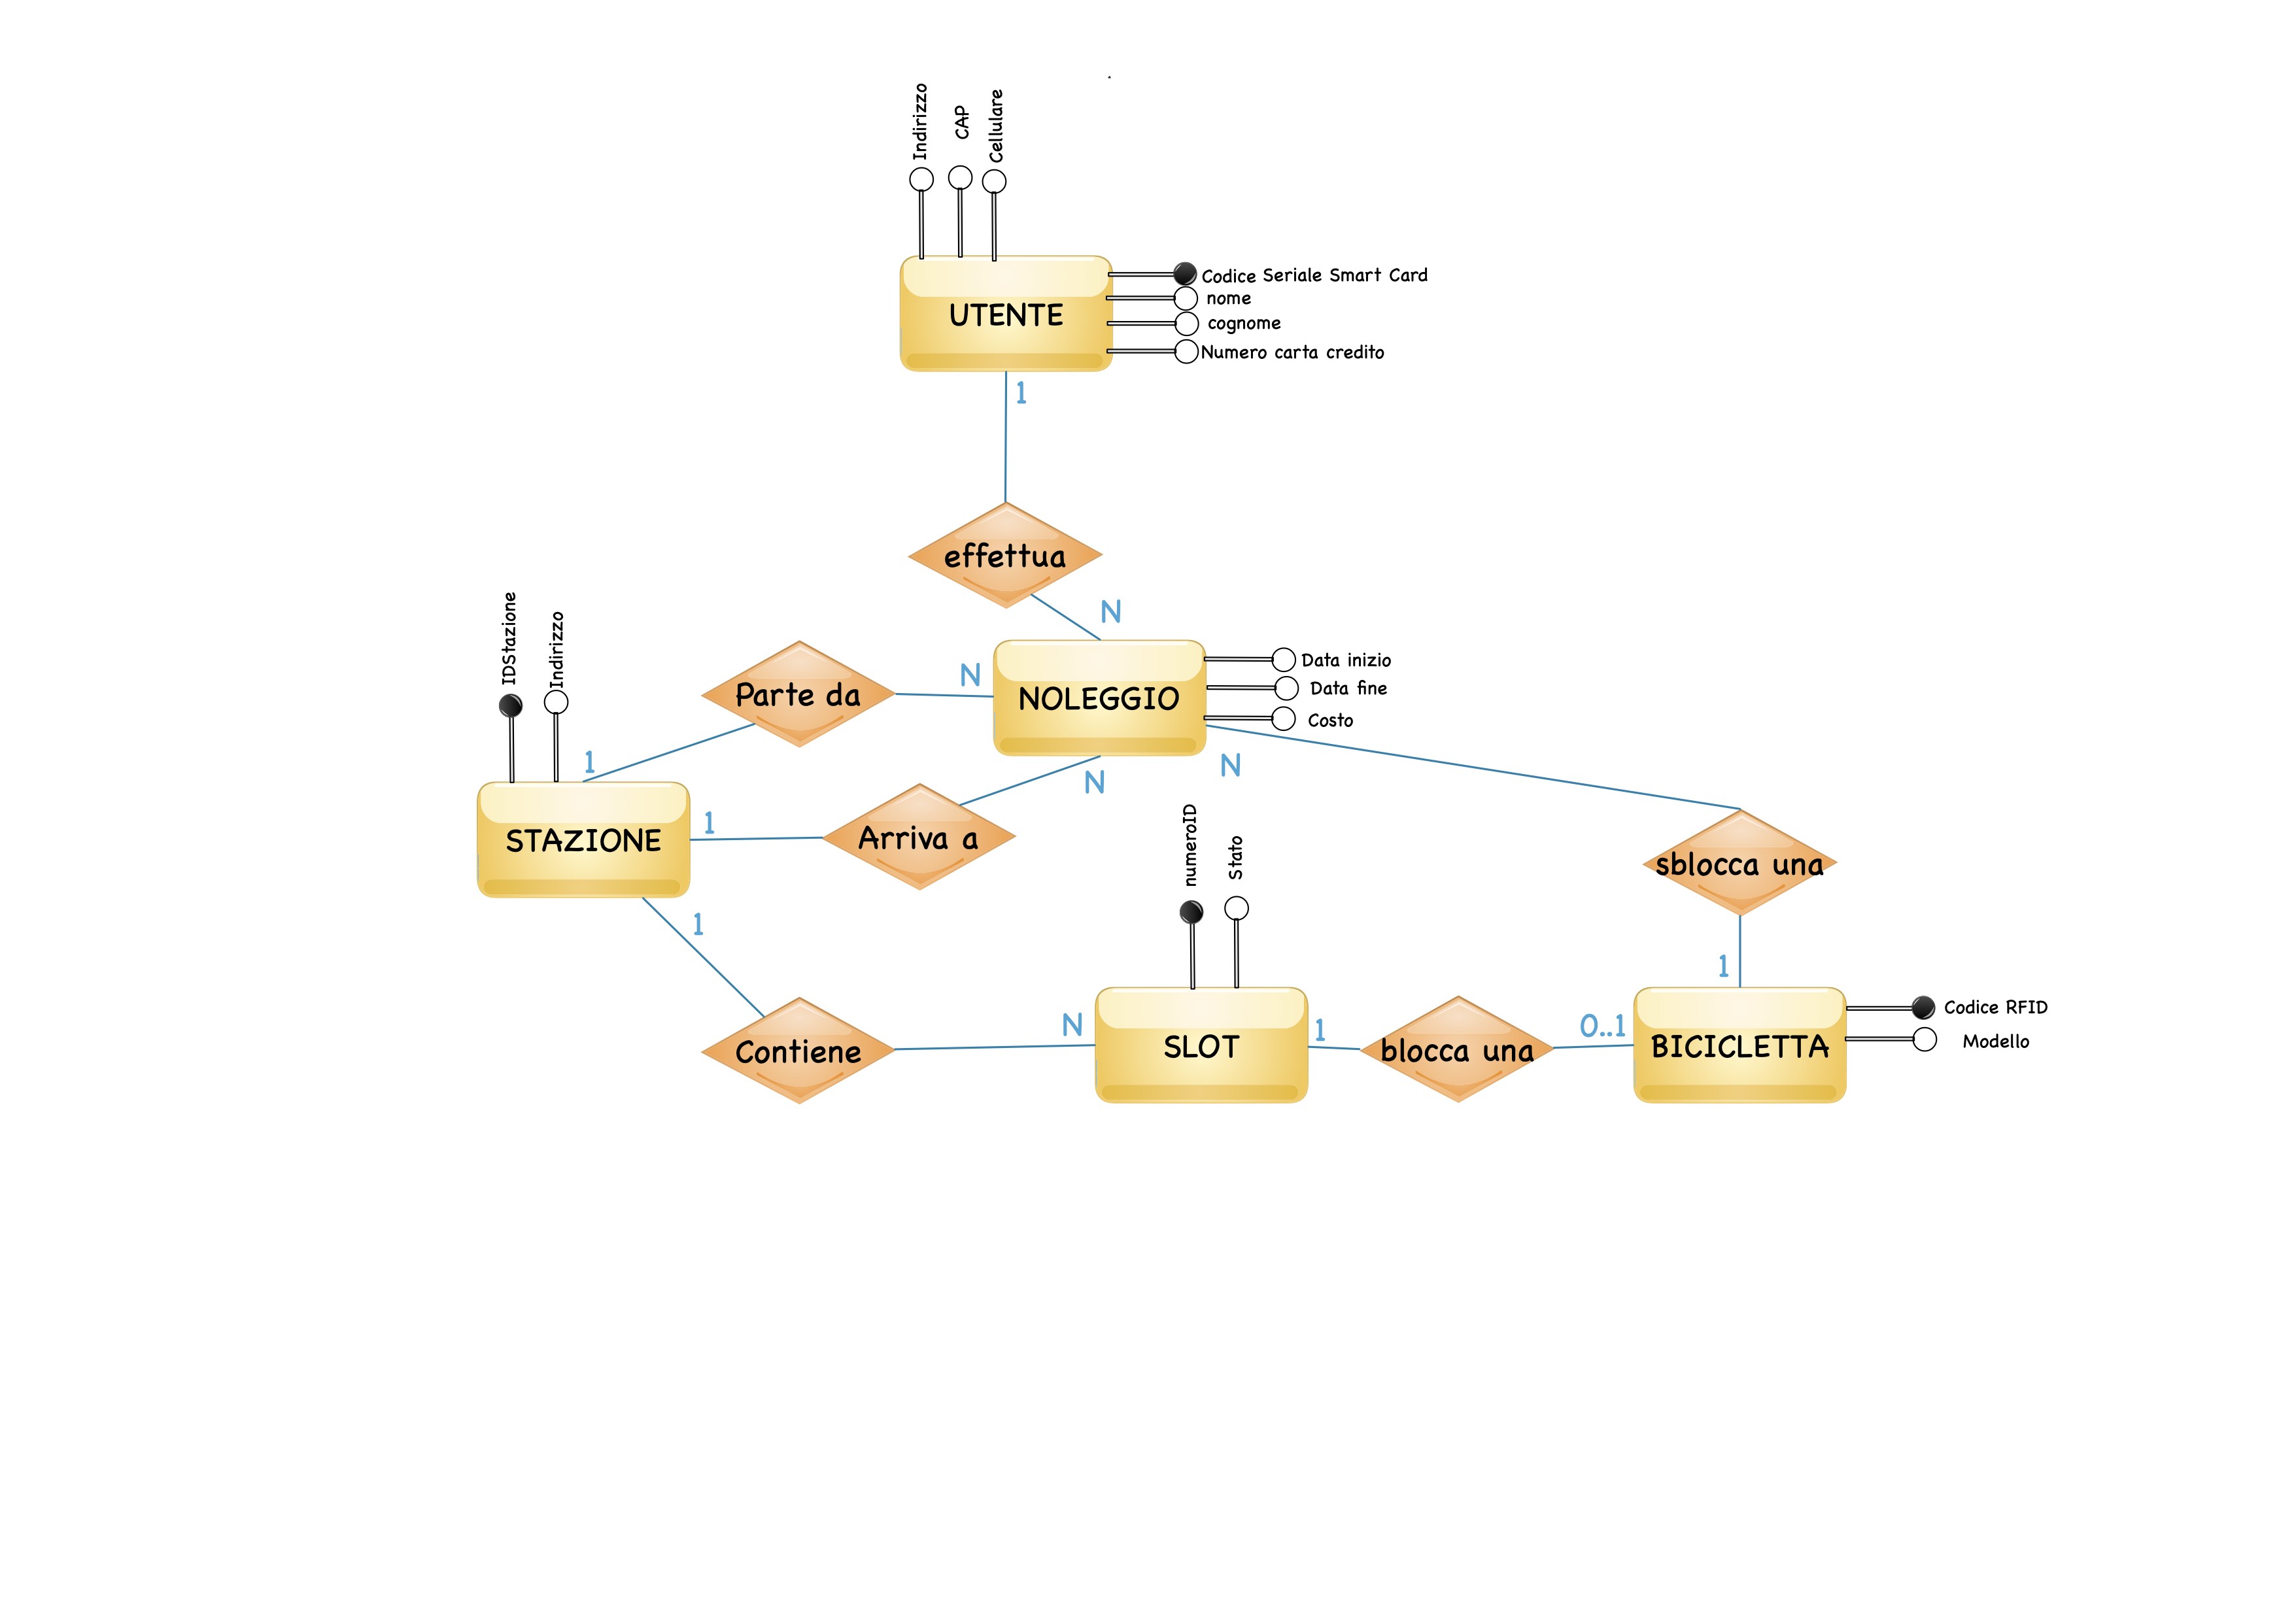 Indirizzo
CAP
Cellulare
UTENTE
Codice Seriale Smart Card
nome
cognome
Numero carta credito
1
effettua
N
IDStazione
Indirizzo
Parte da
N
NOLEGGIO
Data inizio
Data fine
Costo
1
N
N
STAZIONE
1
Arriva a
numeroID
Stato
sblocca una
1
1
Contiene
N
SLOT
1
blocca una
0..1
BICICLETTA
Codice RFID
Modello